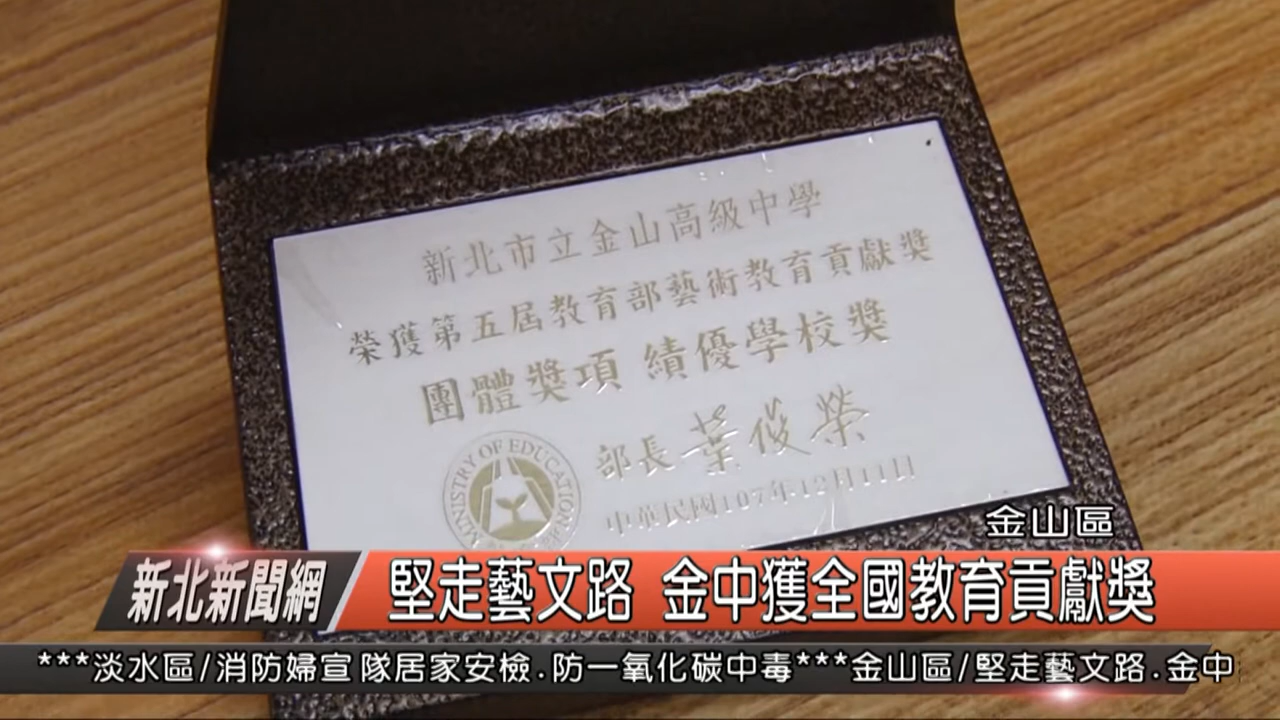 新北市立金山高級中學
榮獲第五屆教育部藝術教育貢獻獎
團體獎項 績優學校獎
MINISTRY OF EDUCATION
部長葉俊榮
中華民國107年12月11日
金山區
新北新聞網
堅走藝文路 金中獲全國教育貢獻獎
***淡水區/消防婦宣隊居家安檢.防一氧化碳中毒***金山區/堅走藝文路.金中